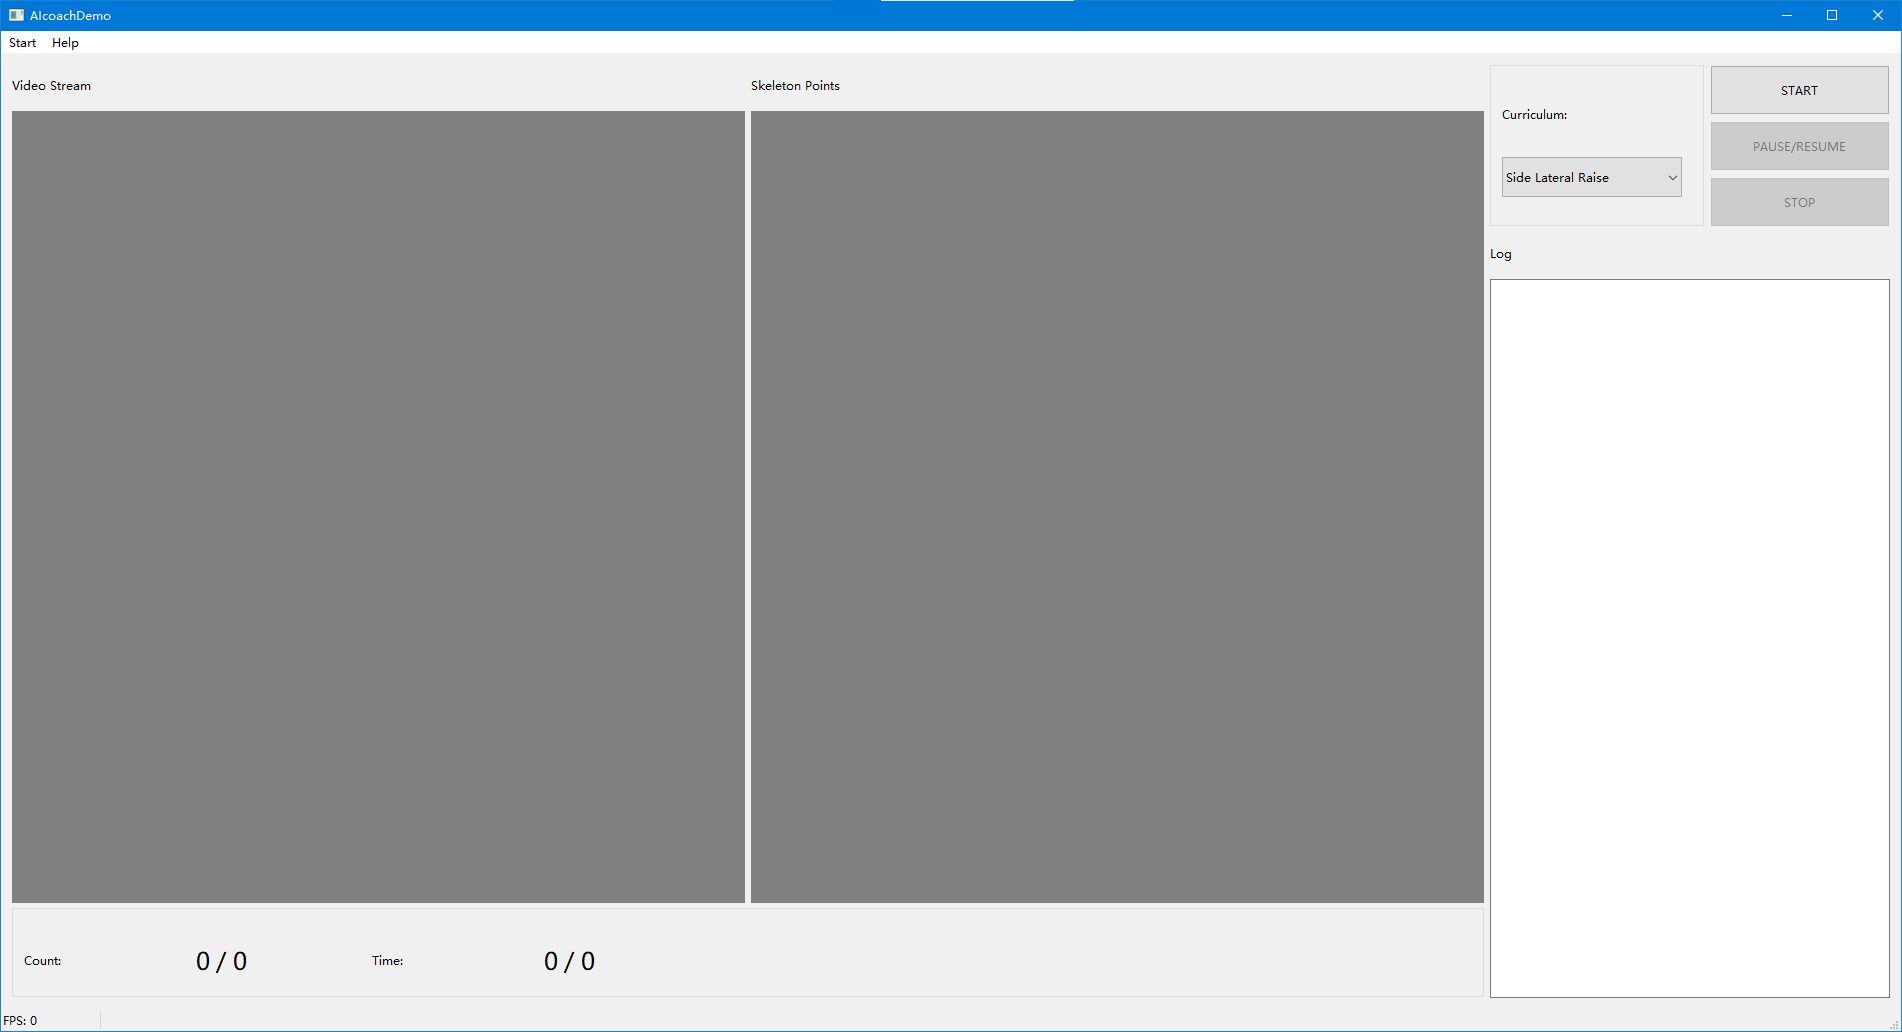 AIcoachDemo
Start Help
Video Stream
Skeleton Points
Curriculum:
Side Lateral Raise
START
PAUSE/RESUME
STOP
Log
Count: 0 / 0 Time: 0 / 0
FPS: 0